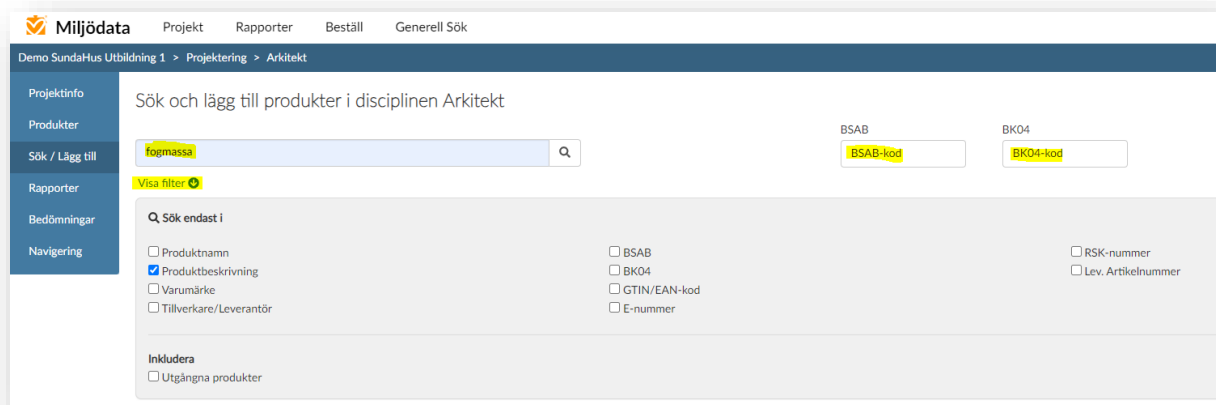 Miljödata Projekt Rapporter Beställ Generell Sök
Demo SundaHus Utbildning 1 > Projektering > Arkitekt
Projektinfo
Produkter
Sök / Lägg till
Rapporter
Bedömningar
Navigering
Sök och lägg till produkter i disciplinen Arkitekt
BSAB BK04
fogmassa BSAB-kod BK04-kod
Visa filter
Sök endast i
Produktnamn BSAB RSK-nummer
Produktbeskrivning BK04 Lev. Artikelnummer
Varumärke GTIN/EAN-kod
Tillverkare/Leverantör E-nummer
Inkludera
Utgångna produkter